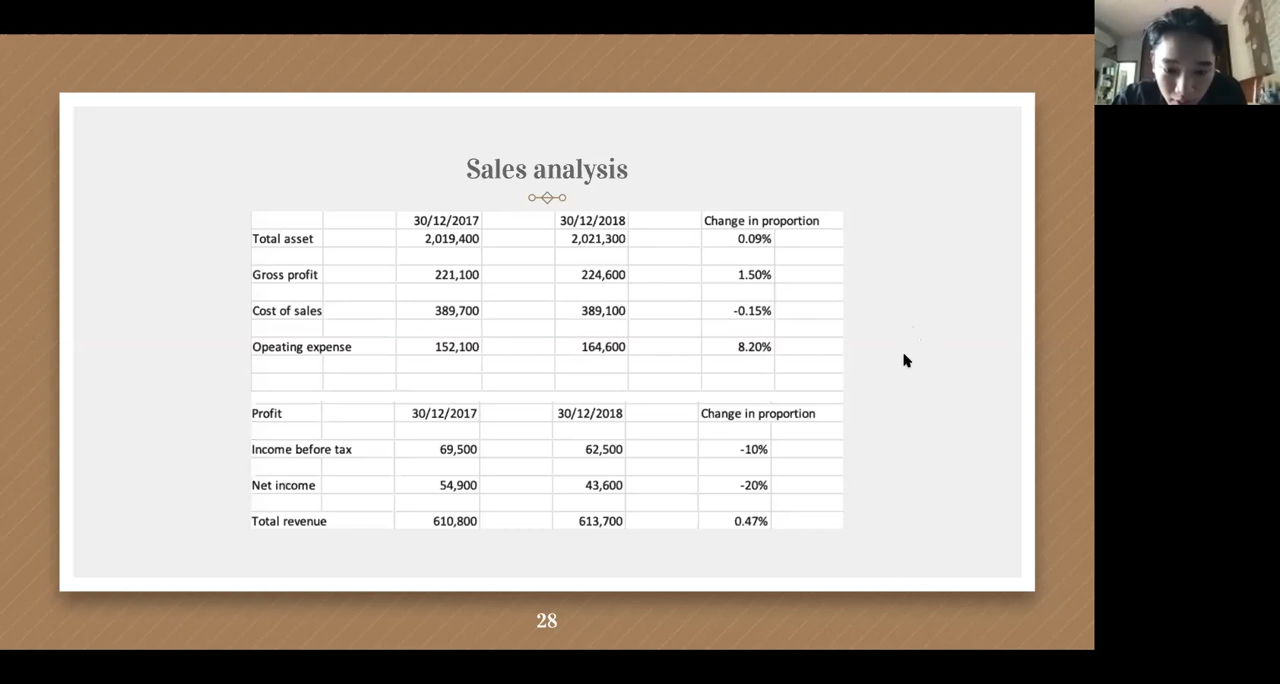 Sales analysis
30/12/2017 30/12/2018 Change in proportion
Total asset 2,019,400 2,021,300 0.09%
Gross profit 221,100 224,600 1.50%
Cost of sales 389,700 389,100 -0.15%
Opeating expense 152,100 164,600 8.20%
Profit 30/12/2017 30/12/2018 Change in proportion
Income before tax 69,500 62,500 -10%
Net income 54,900 43,600 -20%
Total revenue 610,800 613,700 0.47%
28